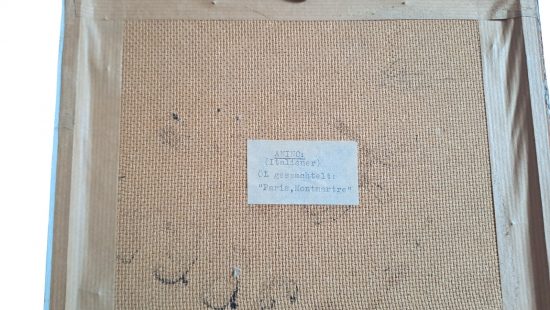 AMINO:
(Italiener)
Öl gespachtelt:
"Paris,Montmartre"